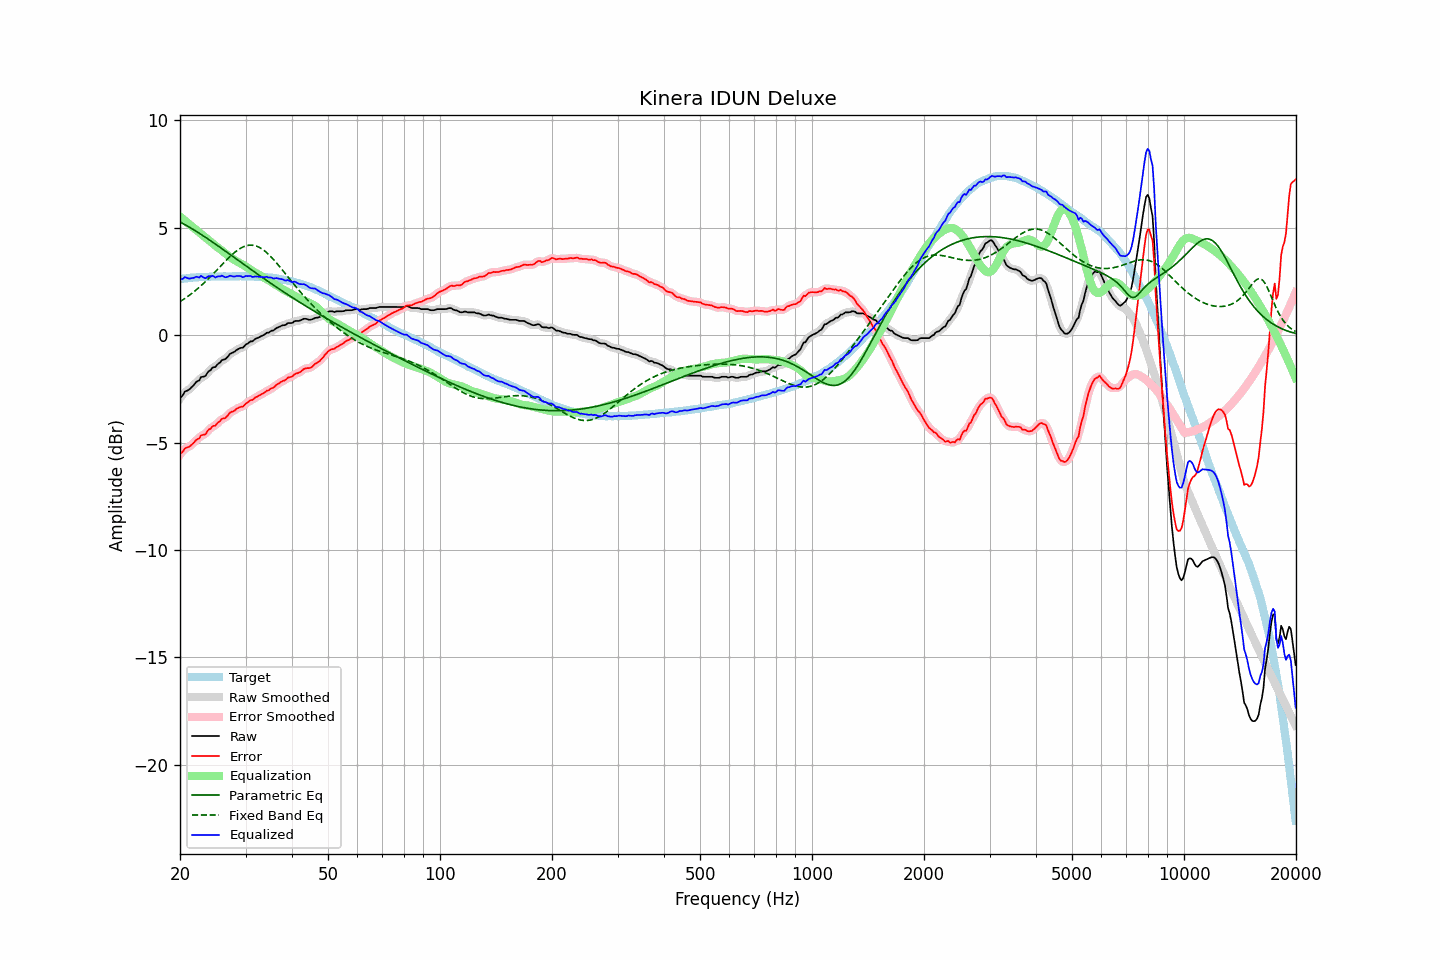 Kinera IDUN Deluxe
10
5
0
−5
−10
−15
−20
Amplitude (dBr)
Target
Raw Smoothed
Error Smoothed
Raw
Error
Equalization
Parametric Eq
Fixed Band Eq
Equalized
20 50 100 200 500 1000 2000 5000 10000 20000
Frequency (Hz)